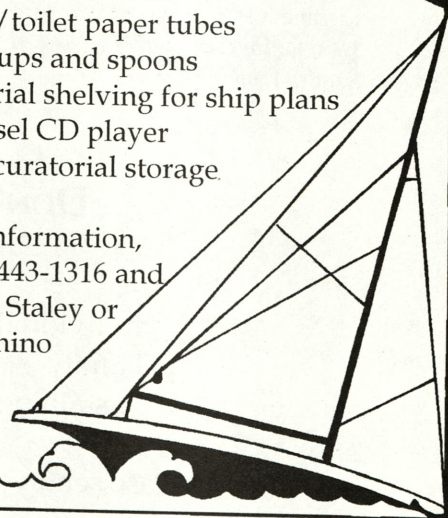 /toilet paper tubes
ups and spoons
rial shelving for ship plans
sel CD player
curatorial storage
nformation,
443-1316 and
Staley or
nino